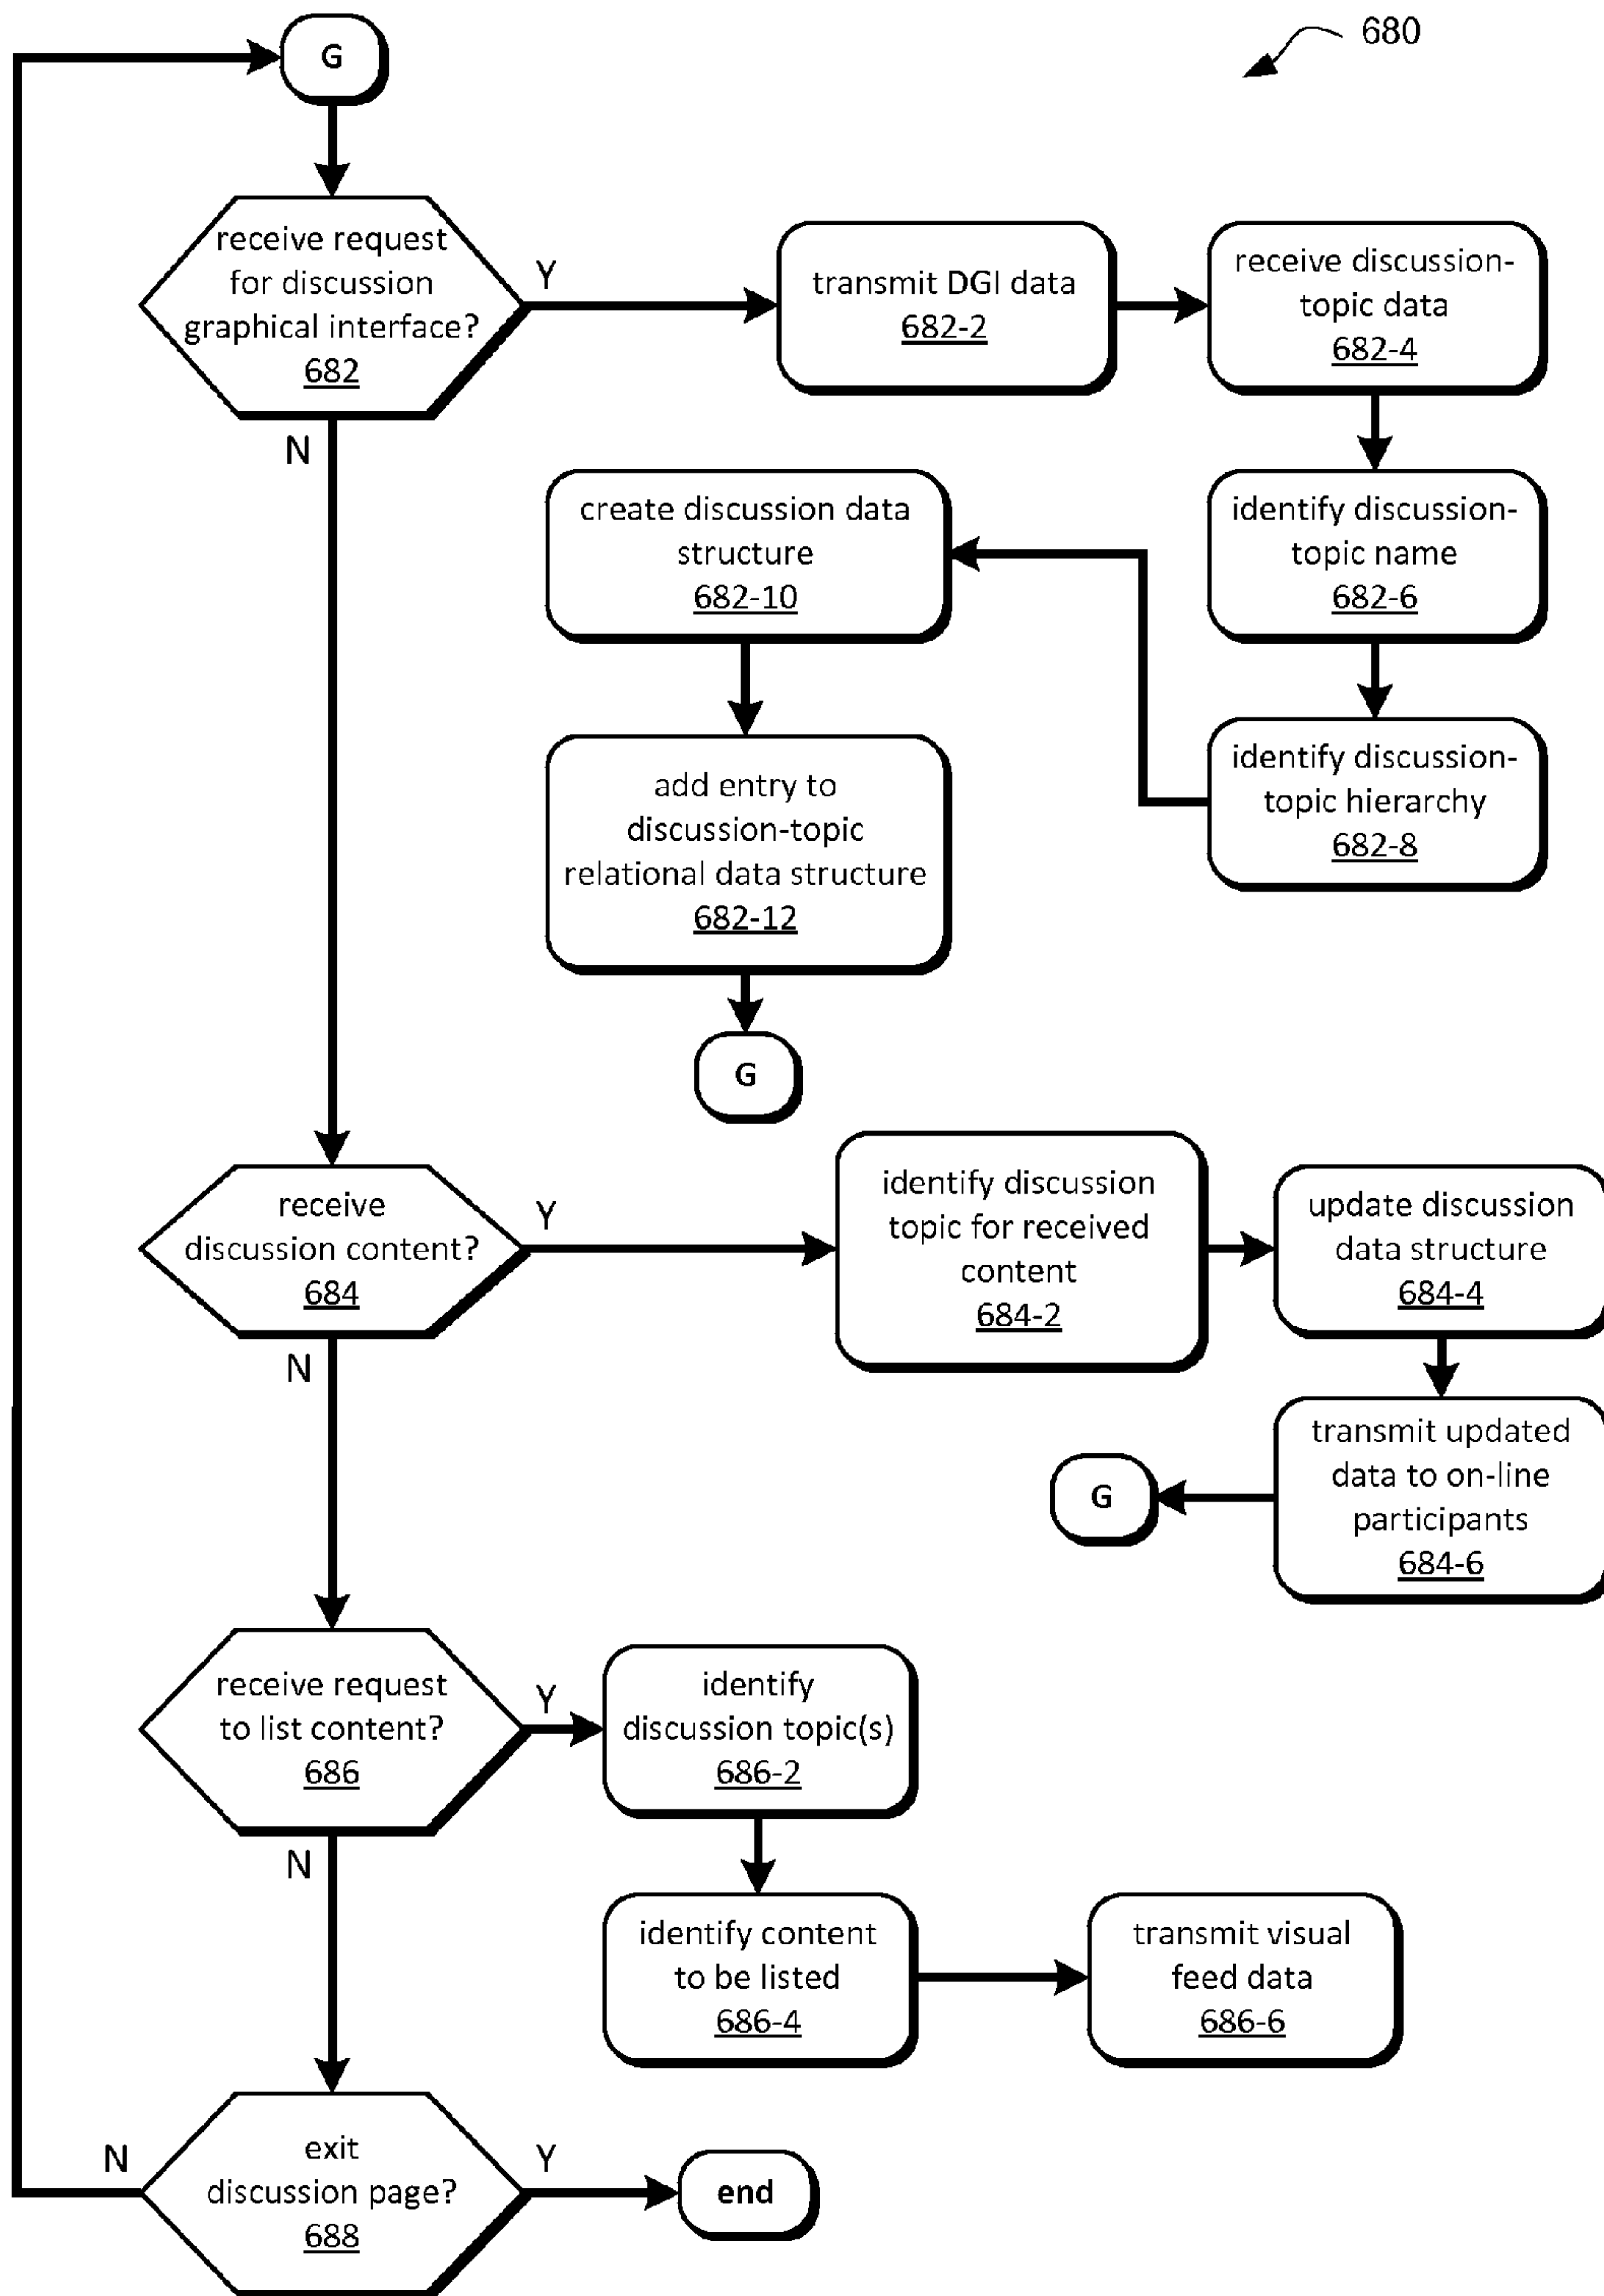 680
G
receive request
for discussion
graphical interface?
682
Y
N
transmit DGI data
682-2
receive discussion-
topic data
682-4
identify discussion-
topic name
682-6
identify discussion-
topic hierarchy
682-8
create discussion data
structure
682-10
add entry to
discussion-topic
relational data structure
682-12
G
receive
discussion content?
684
Y
N
identify discussion
topic for received
content
684-2
update discussion
data structure
684-4
transmit updated
data to on-line
participants
684-6
G
receive request
to list content?
686
Y
N
identify
discussion topic(s)
686-2
identify content
to be listed
686-4
transmit visual
feed data
686-6
exit
discussion page?
688
N
Y
end